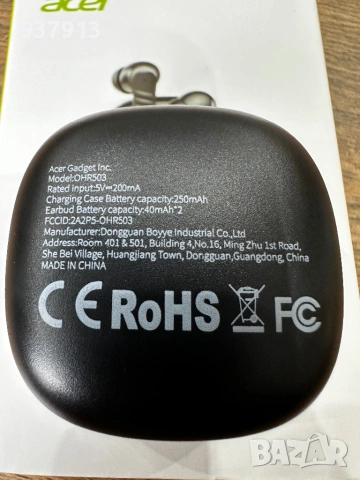 acer
937913
Acer Gadget Inc.
Model:OHR503
Rated input:5V⎓200mA
Charging Case Battery capacity:250mAh
Earbud Battery capacity:40mAh*2
FCCID:2A2P5-OHR503
Manufacturer:Dongguan Boyye Industrial Co.,Ltd
Address:Room 401 & 501, Building 4,No.16, Ming Zhu 1st Road,
She Bei Village, Huangjiang Town, Dongguan,Guangdong, China
MADE IN CHINA
CE RoHS FC
BAZAR